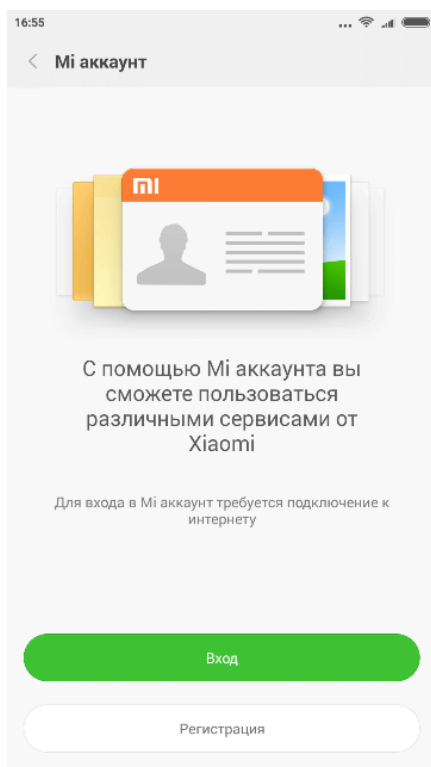 16:55
...
Mi аккаунт
mi
С помощью Mi аккаунта вы
сможете пользоваться
различными сервисами от
Xiaomi
Для входа в Mi аккаунт требуется подключение к
интернету
Вход
Регистрация